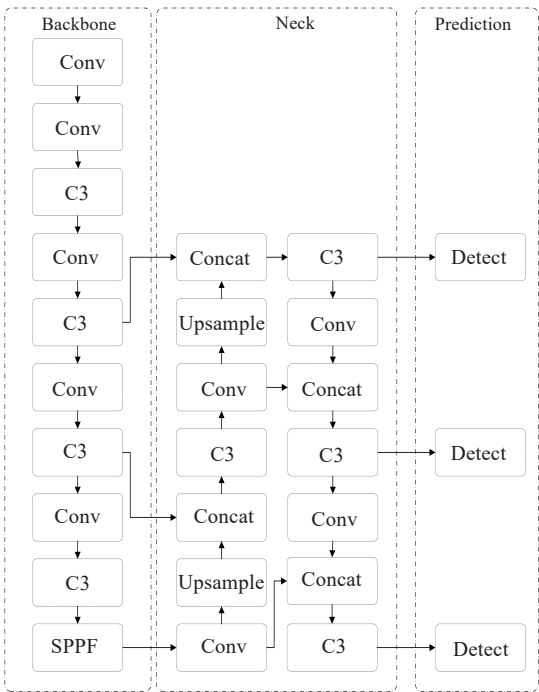 Backbone
Neck
Prediction
Conv
Conv
C3
Conv
C3
Conv
C3
Conv
C3
SPPF
Concat
Upsample
Conv
C3
Concat
Upsample
Conv
C3
Conv
Concat
C3
Conv
Concat
C3
Detect
Detect
Detect